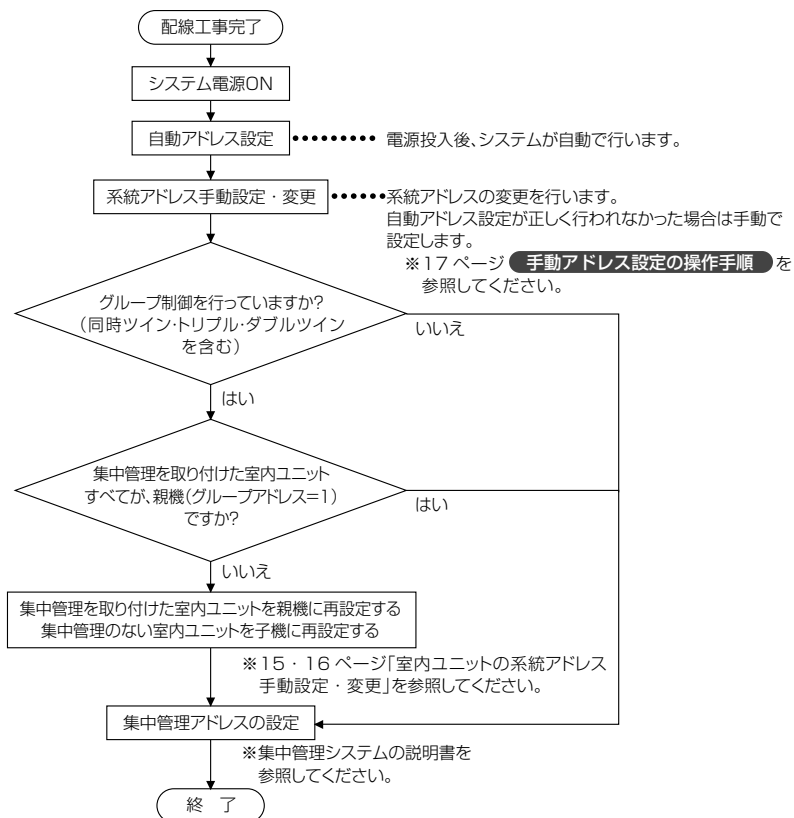 配線工事完了
システム電源ON
自動アドレス設定
電源投入後、システムが自動で行います。
系統アドレス手動設定・変更
系統アドレスの変更を行います。
自動アドレス設定が正しく行われなかった場合は手動で
設定します。
※17 ページ 手動アドレス設定の操作手順 を
参照してください。
グループ制御を行っていますか?
(同時ツイン・トリプル・ダブルツイン
を含む)
いいえ
はい
集中管理を取り付けた室内ユニット
すべてが、親機(グループアドレス=1)
ですか?
はい
いいえ
集中管理を取り付けた室内ユニットを親機に再設定する
集中管理のない室内ユニットを子機に再設定する
※15・16 ページ「室内ユニットの系統アドレス
手動設定・変更」を参照してください。
集中管理アドレスの設定
※集中管理システムの説明書を
参照してください。
終 了